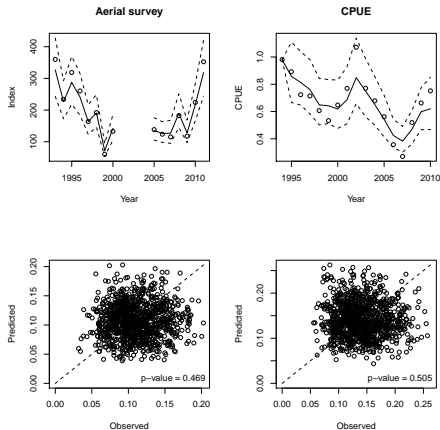 Aerial survey
CPUE
Index
100 200 300 400
1995 2000 2005 2010
Year
CPUE
0.4 0.6 0.8 1.0
1995 2000 2005 2010
Year
Predicted
0.00 0.05 0.10 0.15 0.20
p−value = 0.469
0.00 0.05 0.10 0.15 0.20
Observed
Predicted
0.00 0.10 0.20
p−value = 0.505
0.00 0.05 0.10 0.15 0.20 0.25
Observed